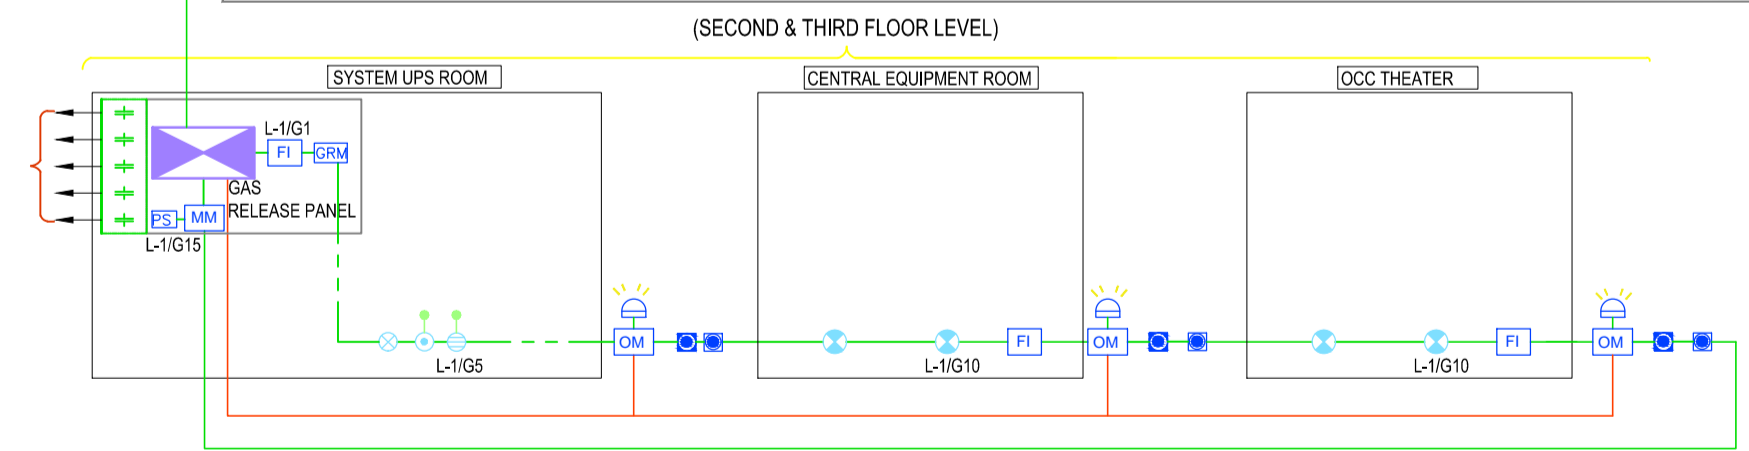 (SECOND & THIRD FLOOR LEVEL)
SYSTEM UPS ROOM
CENTRAL EQUIPMENT ROOM
OCC THEATER
L-1/G1
FI
GRM
GAS
RELEASE PANEL
PS
MM
L-1/G15
OM
FI
OM
FI
OM
L-1/G5
L-1/G10
L-1/G10